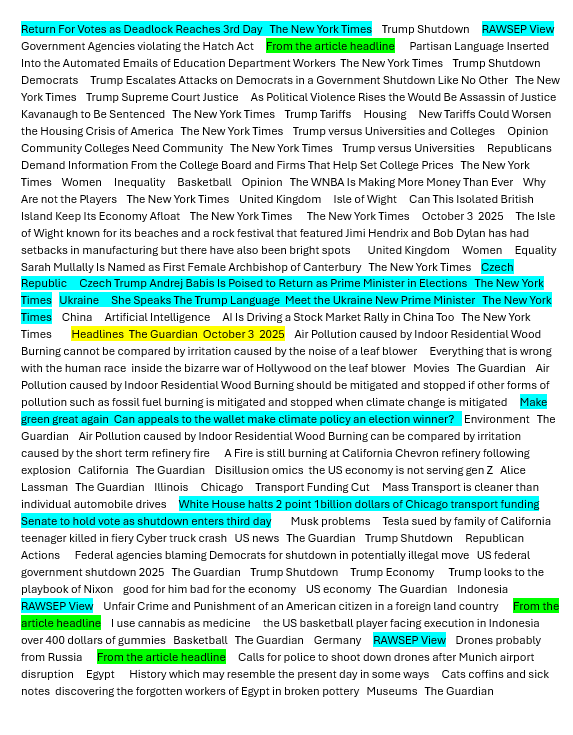 Return For Votes as Deadlock Reaches 3rd Day The New York Times Trump Shutdown RAWSEP View
Government Agencies violating the Hatch Act From the article headline Partisan Language Inserted
Into the Automated Emails of Education Department Workers The New York Times Trump Shutdown
Democrats Trump Escalates Attacks on Democrats in a Government Shutdown Like No Other The New
York Times Trump Supreme Court Justice As Political Violence Rises the Would Be Assassin of Justice
Kavanaugh to Be Sentenced The New York Times Trump Tariffs Housing New Tariffs Could Worsen
the Housing Crisis of America The New York Times Trump versus Universities and Colleges Opinion
Community Colleges Need Community The New York Times Trump versus Universities Republicans
Demand Information From the College Board and Firms That Help Set College Prices The New York
Times Women Inequality Basketball Opinion The WNBA Is Making More Money Than Ever Why
Are not the Players The New York Times United Kingdom Isle of Wight Can This Isolated British
Island Keep Its Economy Afloat The New York Times The New York Times October 3 2025 The Isle
of Wight known for its beaches and a rock festival that featured Jimi Hendrix and Bob Dylan has had
setbacks in manufacturing but there have also been bright spots United Kingdom Women Equality
Sarah Mullally Is Named as First Female Archbishop of Canterbury The New York Times Czech
Republic Czech Trump Andrej Babis Is Poised to Return as Prime Minister in Elections The New York
Times Ukraine She Speaks The Trump Language Meet the Ukraine New Prime Minister The New York
Times China Artificial Intelligence AI Is Driving a Stock Market Rally in China Too The New York
Times Headlines The Guardian October 3 2025 Air Pollution caused by Indoor Residential Wood
Burning cannot be compared by irritation caused by the noise of a leaf blower Everything that is wrong
with the human race inside the bizarre war of Hollywood on the leaf blower Movies The Guardian Air
Pollution caused by Indoor Residential Wood Burning should be mitigated and stopped if other forms of
pollution such as fossil fuel burning is mitigated and stopped when climate change is mitigated Make
green great again Can appeals to the wallet make climate policy an election winner? Environment The
Guardian Air Pollution caused by Indoor Residential Wood Burning can be compared by irritation
caused by the short term refinery fire A Fire is still burning at California Chevron refinery following
explosion California The Guardian Disillusion omics the US economy is not serving gen Z Alice
Lassman The Guardian Illinois Chicago Transport Funding Cut Mass Transport is cleaner than
individual automobile drives White House halts 2 point 1 billion dollars of Chicago transport funding
Senate to hold vote as shutdown enters third day Musk problems Tesla sued by family of California
teenager killed in fiery Cyber truck crash US news The Guardian Trump Shutdown Republican
Actions Federal agencies blaming Democrats for shutdown in potentially illegal move US federal
government shutdown 2025 The Guardian Trump Shutdown Trump Economy Trump looks to the
playbook of Nixon good for him bad for the economy US economy The Guardian Indonesia
RAWSEP View Unfair Crime and Punishment of an American citizen in a foreign land country From the
article headline I use cannabis as medicine the US basketball player facing execution in Indonesia
over 400 dollars of gummies Basketball The Guardian Germany RAWSEP View Drones probably
from Russia From the article headline Calls for police to shoot down drones after Munich airport
disruption Egypt History which may resemble the present day in some ways Cats coffins and sick
notes discovering the forgotten workers of Egypt in broken pottery Museums The Guardian